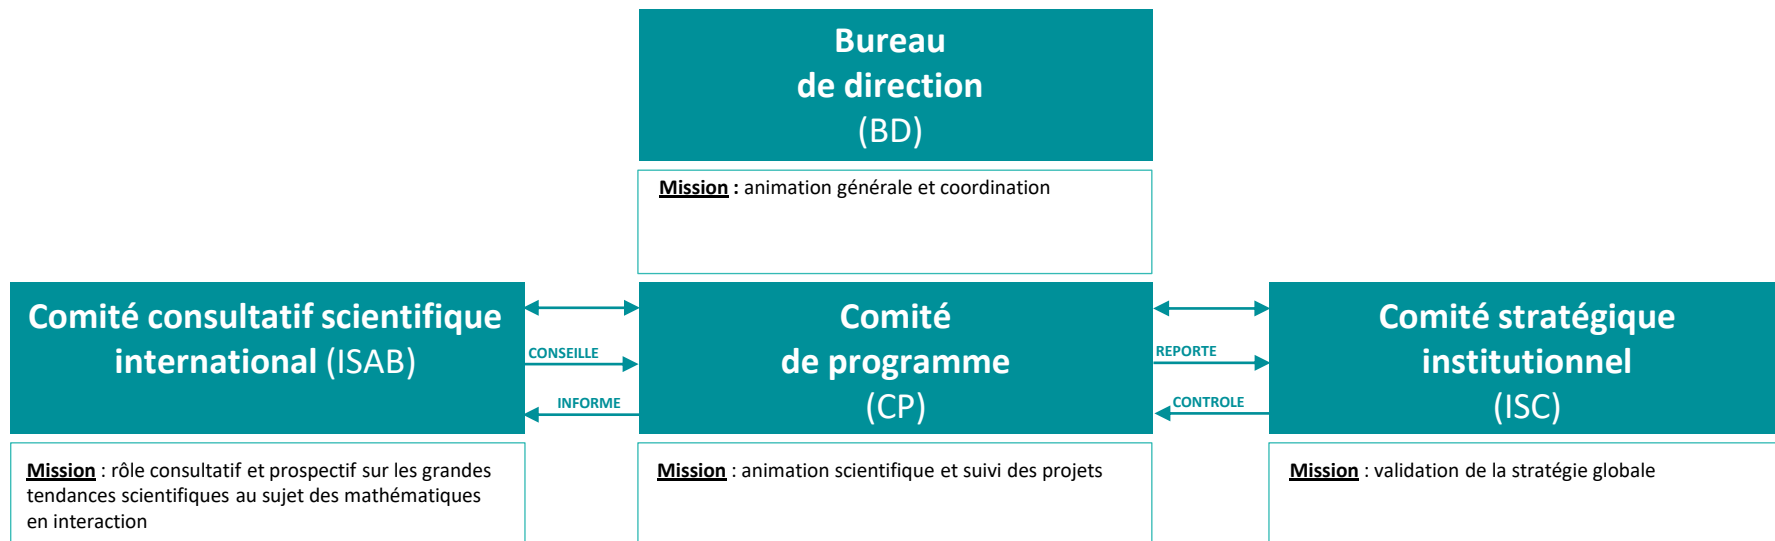 Bureau
de direction
(BD)
Mission : animation générale et coordination
Comité consultatif scientifique
international (ISAB)
CONSEILLE
INFORME
Comité
de programme
(CP)
REPORTE
CONTROLE
Comité stratégique
institutionnel
(ISC)
Mission : rôle consultatif et prospectif sur les grandes
tendances scientifiques au sujet des mathématiques
en interaction
Mission : animation scientifique et suivi des projets
Mission : validation de la stratégie globale